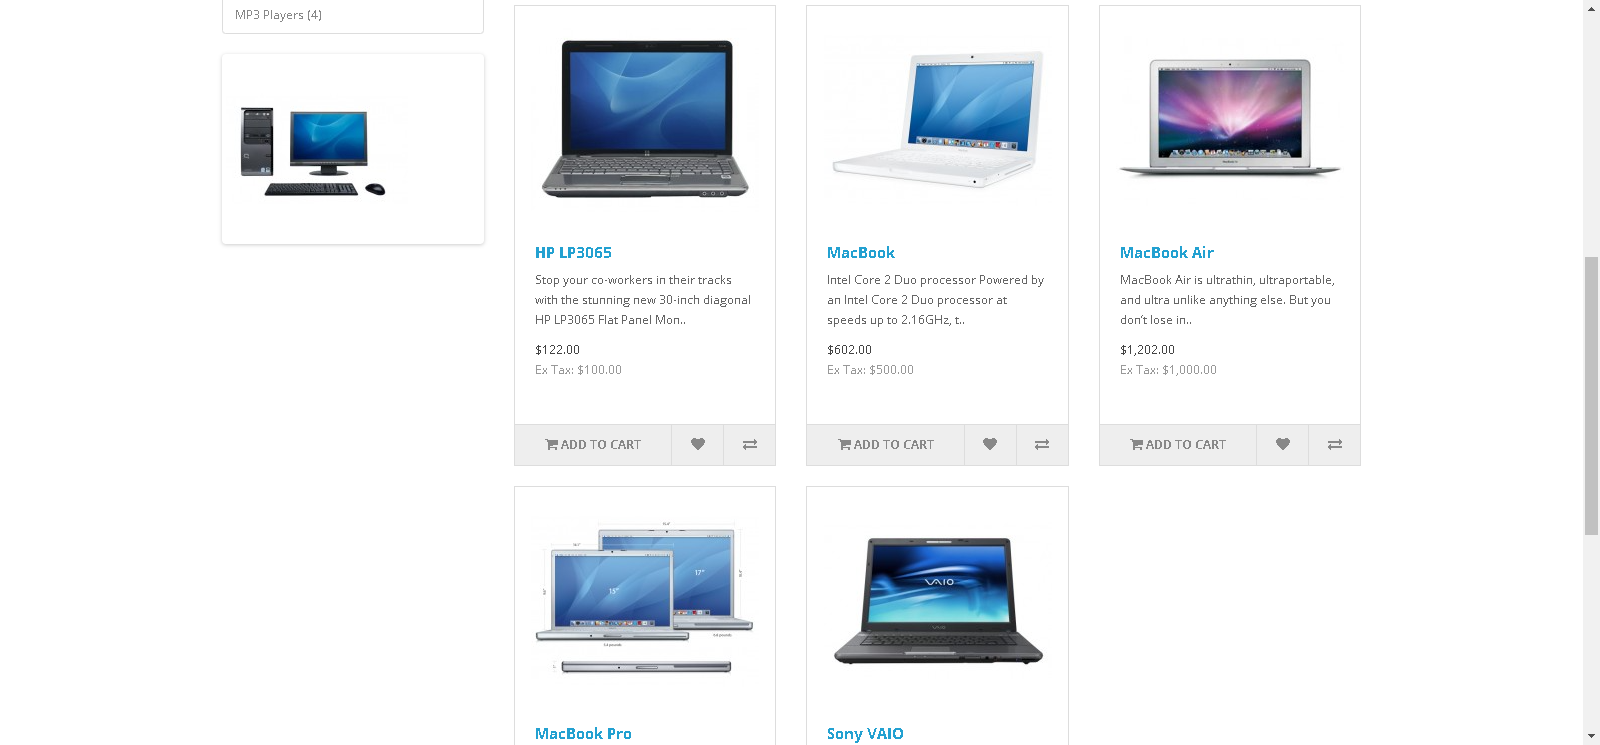 MP3 Players (4)
HP LP3065
Stop your co-workers in their tracks
with the stunning new 30-inch diagonal
HP LP3065 Flat Panel Mon..
$122.00
Ex Tax: $100.00
ADD TO CART
MacBook
Intel Core 2 Duo processor Powered by
an Intel Core 2 Duo processor at
speeds up to 2.16GHz, t..
$602.00
Ex Tax: $500.00
ADD TO CART
MacBook Air
MacBook Air is ultrathin, ultraportable,
and ultra unlike anything else. But you
don’t lose in..
$1,202.00
Ex Tax: $1,000.00
ADD TO CART
15"
17"
MacBook Pro
VAIO
VAIO
Sony VAIO